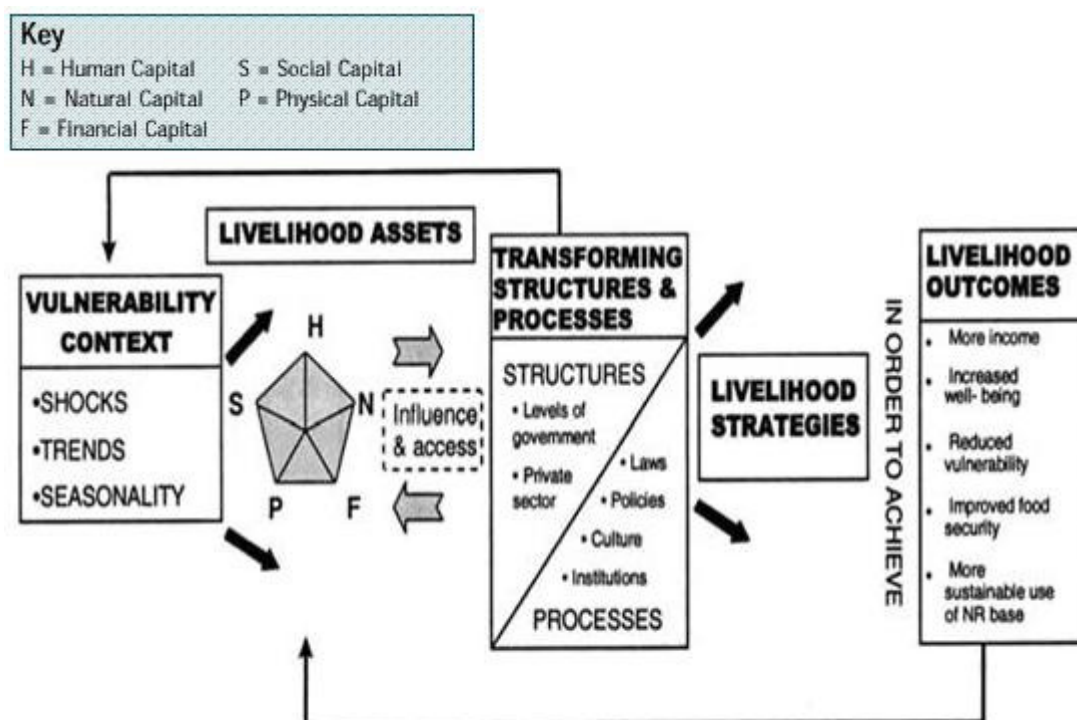 Key
H = Human Capital S = Social Capital
N = Natural Capital P = Physical Capital
F = Financial Capital
LIVELIHOOD ASSETS
VULNERABILITY
CONTEXT
•SHOCKS
•TRENDS
•SEASONALITY
H
S
N
P
F
Influence
& access
TRANSFORMING
STRUCTURES &
PROCESSES
STRUCTURES
• Levels of
government
• Private
sector
• Laws
• Policies
• Culture
• Institutions
PROCESSES
LIVELIHOOD
STRATEGIES
IN ORDER TO ACHIEVE
LIVELIHOOD
OUTCOMES
• More income
• Increased
well- being
• Reduced
vulnerability
• Improved food
security
• More
sustainable use
of NR base